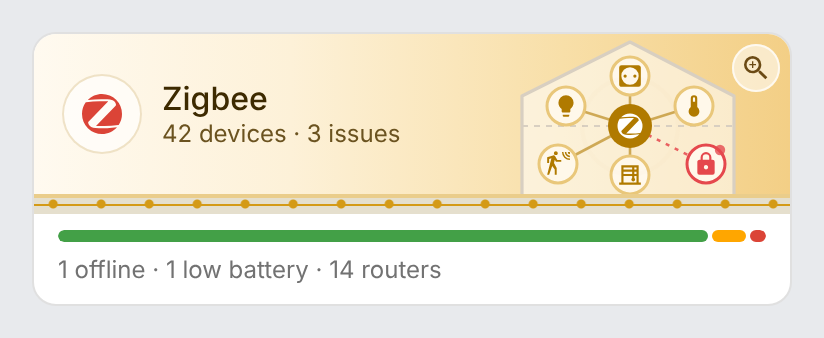 Zigbee
42 devices · 3 issues
1 offline · 1 low battery · 14 routers